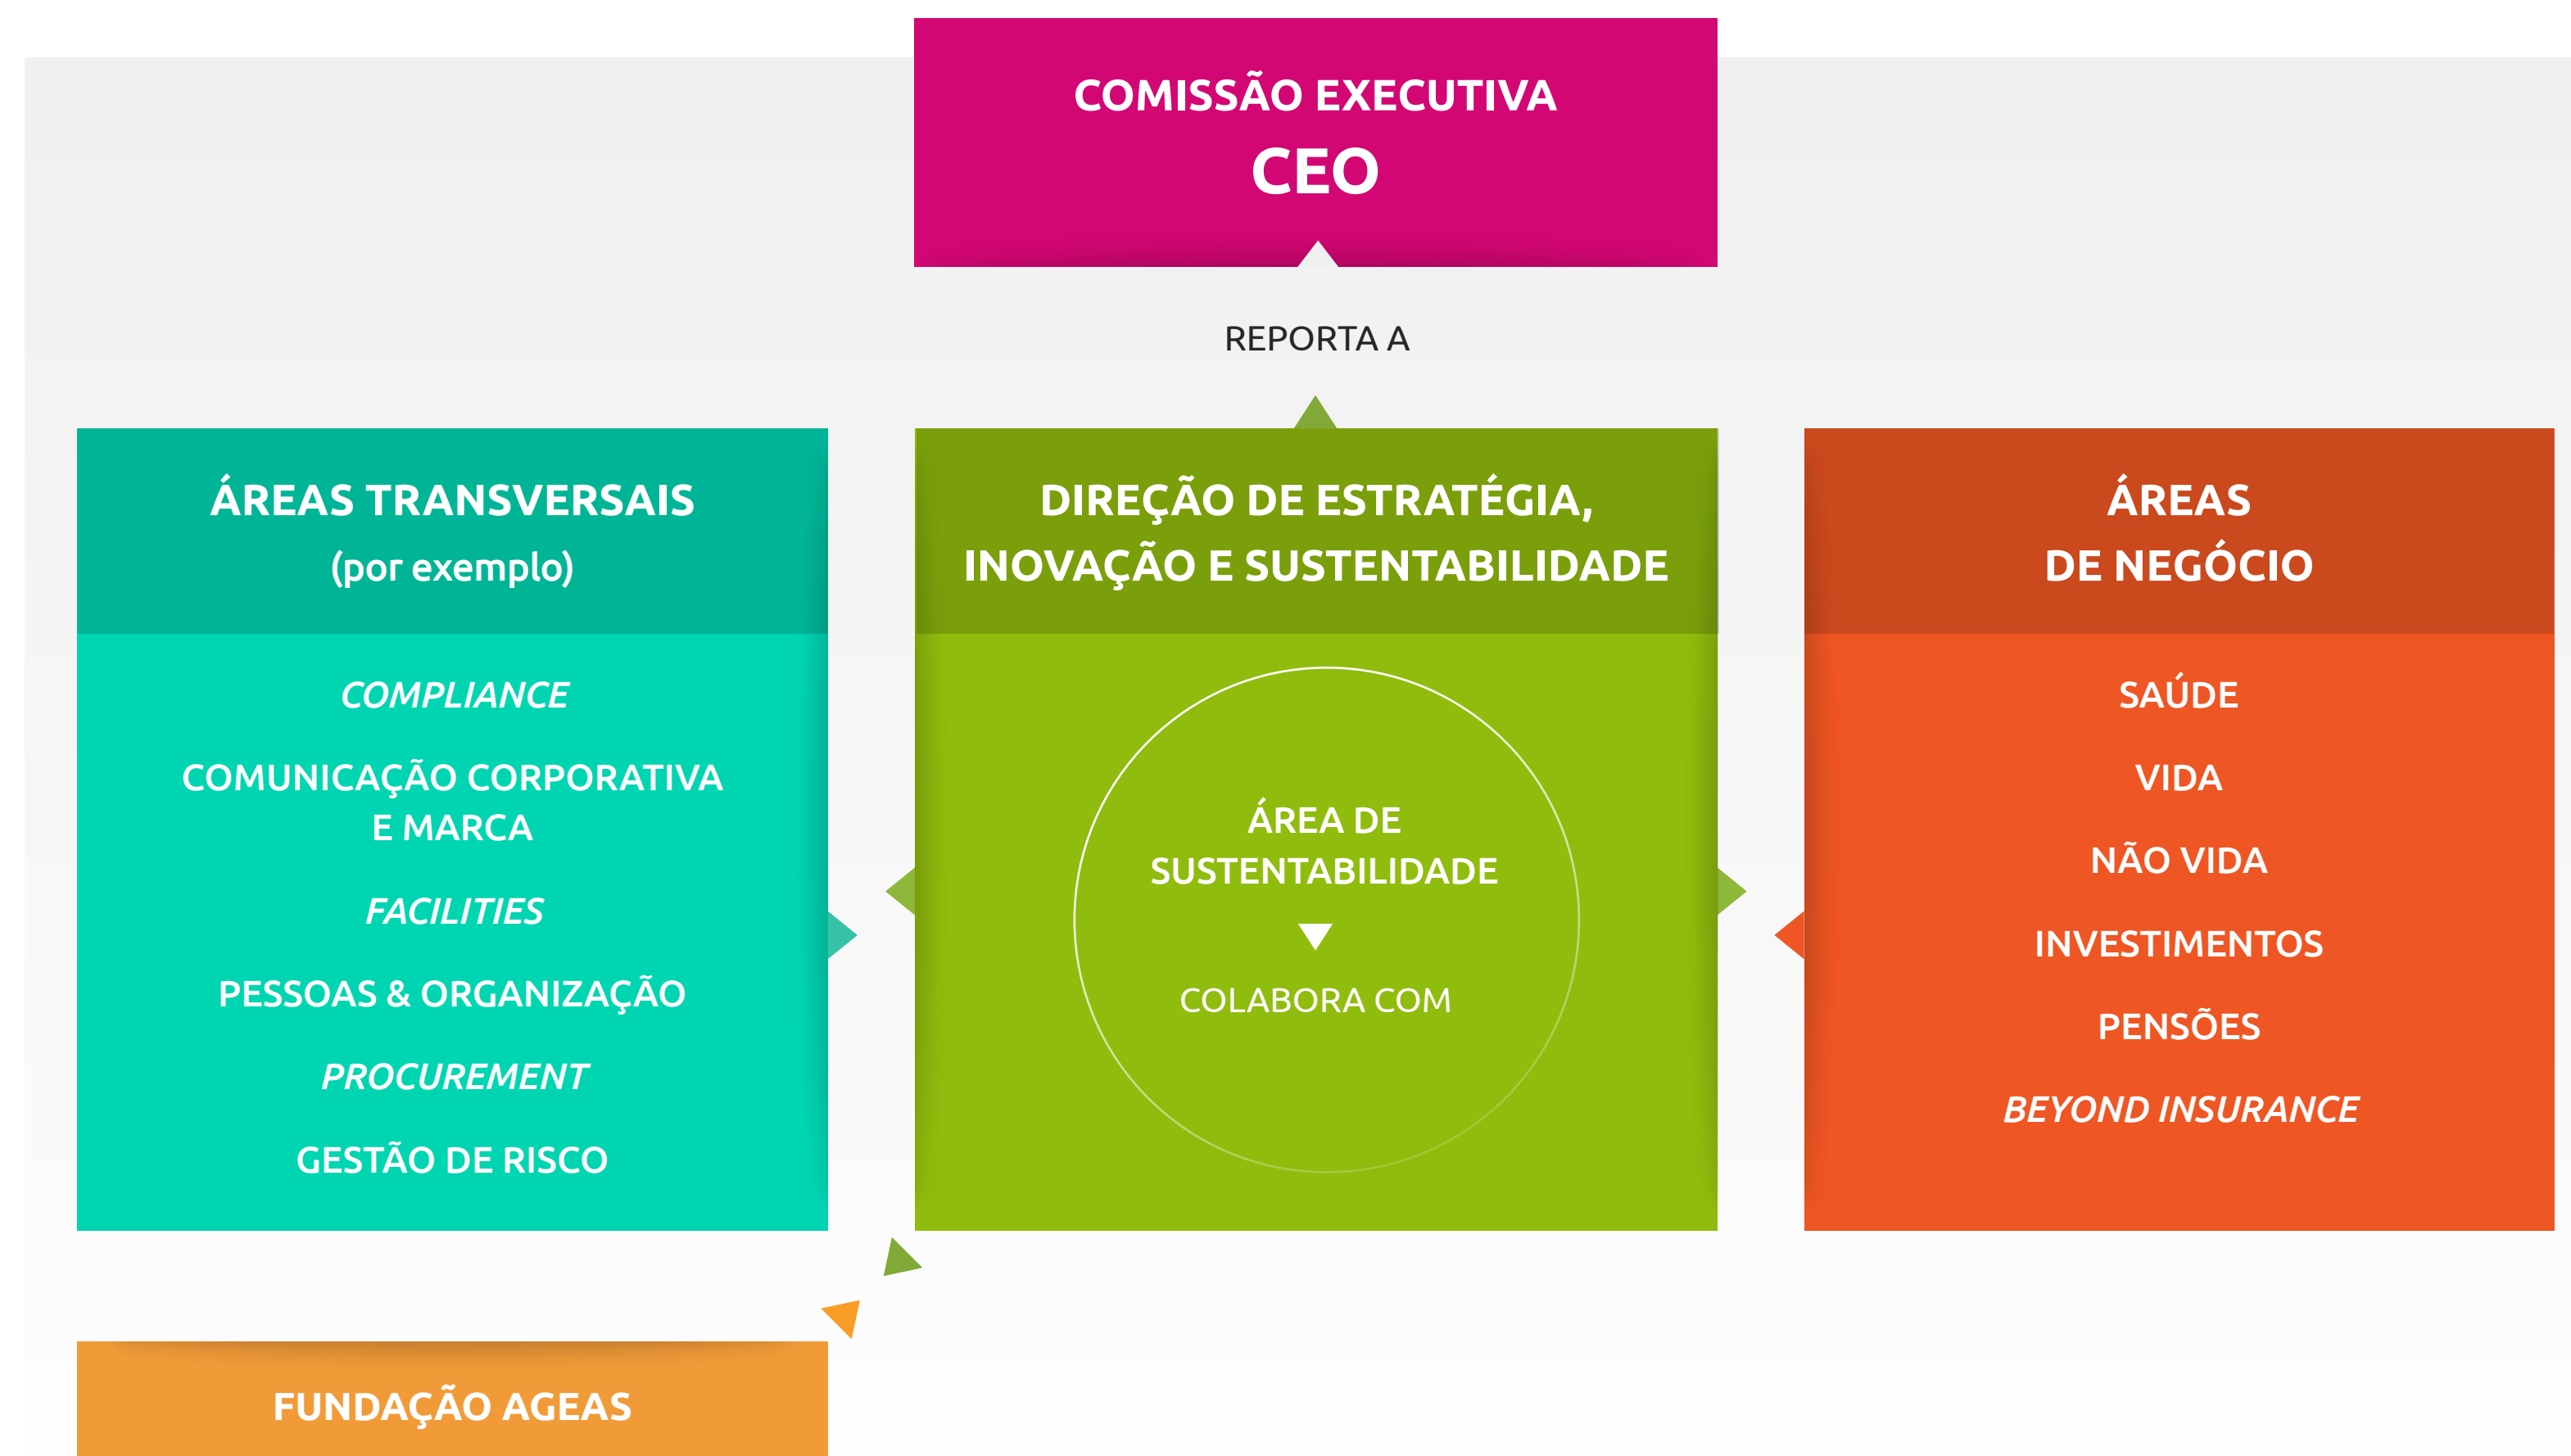 COMISSÃO EXECUTIVA
CEO
REPORTA A
ÁREAS TRANSVERSAIS
(por exemplo)
COMPLIANCE
COMUNICAÇÃO CORPORATIVA
E MARCA
FACILITIES
PESSOAS & ORGANIZAÇÃO
PROCUREMENT
GESTÃO DE RISCO
DIREÇÃO DE ESTRATÉGIA,
INOVAÇÃO E SUSTENTABILIDADE
ÁREA DE
SUSTENTABILIDADE
COLABORA COM
ÁREAS
DE NEGÓCIO
SAÚDE
VIDA
NÃO VIDA
INVESTIMENTOS
PENSÕES
BEYOND INSURANCE
FUNDAÇÃO AGEAS